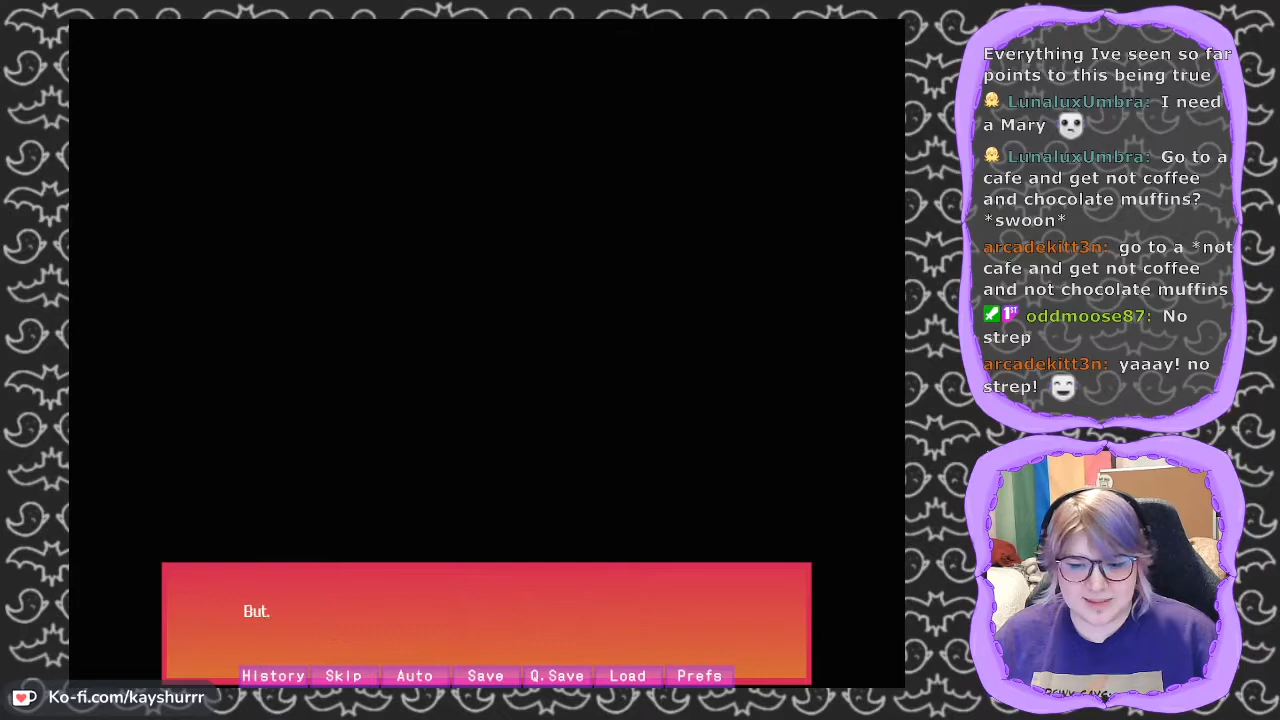 Everything Ive seen so far
points to this being true
LunaluxUmbra: I need
a Mary
LunaluxUmbra: Go to a
cafe and get not coffee
and chocolate muffins?
*swoon*
arcadekitt3n: go to a *not
cafe and get not coffee
and not chocolate muffins
1ST oddmoose87: No
strep
arcadekitt3n: yaaay! no
strep!
But.
History Skip Auto Save Q.Save Load Prefs
Ko-fi.com/kayshurrr